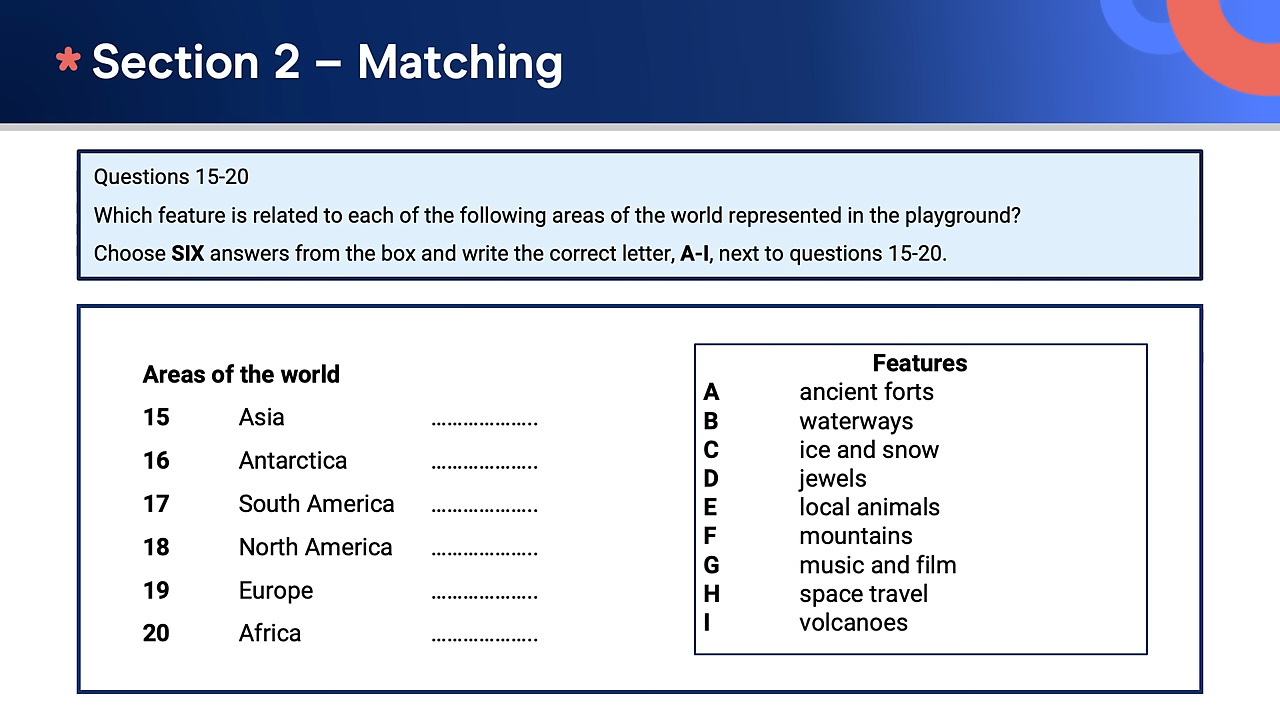 * Section 2 – Matching
Questions 15-20
Which feature is related to each of the following areas of the world represented in the playground?
Choose SIX answers from the box and write the correct letter, A-I, next to questions 15-20.
Areas of the world
15 Asia ………………..
16 Antarctica ………………..
17 South America ………………..
18 North America ………………..
19 Europe ………………..
20 Africa ………………..
Features
A ancient forts
B waterways
C ice and snow
D jewels
E local animals
F mountains
G music and film
H space travel
I volcanoes